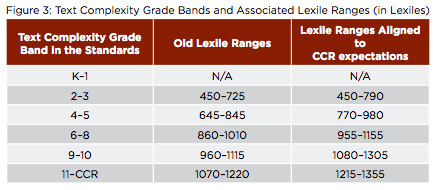 Figure 3: Text Complexity Grade Bands and Associated Lexile Ranges (in Lexiles)
Text Complexity Grade Band in the Standards Old Lexile Ranges Lexile Ranges Aligned to CCR expectations
K–1 N/A N/A
2–3 450–725 450–790
4–5 645–845 770–980
6–8 860–1010 955–1155
9–10 960–1115 1080–1305
11–CCR 1070–1220 1215–1355